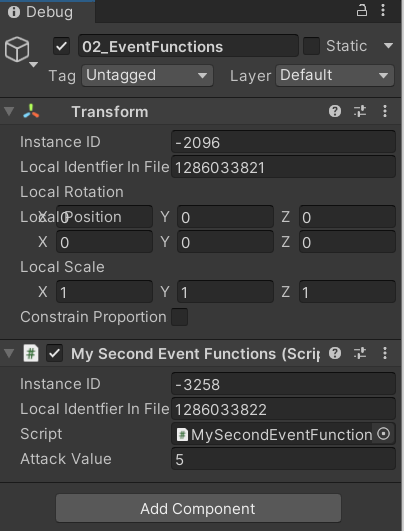 Debug
02_EventFunctions Static
Tag Untagged Layer Default
Transform
Instance ID -2096
Local Identfier In File 1286033821
Local Rotation
Local Position X 0 Y 0 Z 0
X 0 Y 0 Z 0
Local Scale
X 1 Y 1 Z 1
Constrain Proportion
# My Second Event Functions (Scrip
Instance ID -3258
Local Identfier In File 1286033822
Script # MySecondEventFunction
Attack Value 5
Add Component